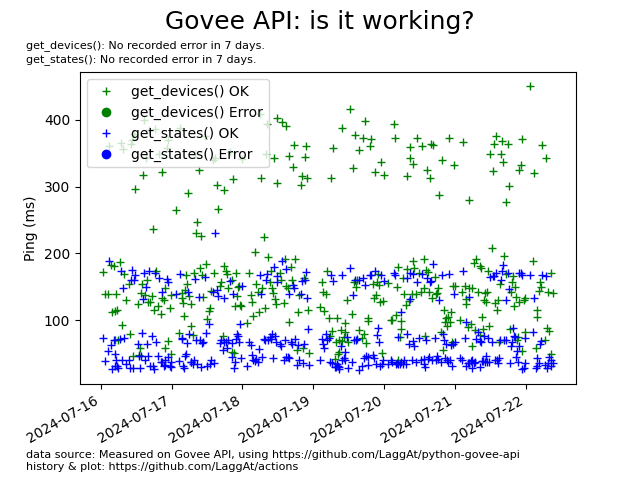 Govee API: is it working?
get_devices(): No recorded error in 7 days.
get_states(): No recorded error in 7 days.
get_devices() OK
get_devices() Error
get_states() OK
get_states() Error
Ping (ms)
400
300
200
100
2024-07-16
2024-07-17
2024-07-18
2024-07-19
2024-07-20
2024-07-21
2024-07-22
data source: Measured on Govee API, using https://github.com/LaggAt/python-govee-api
history & plot: https://github.com/LaggAt/actions